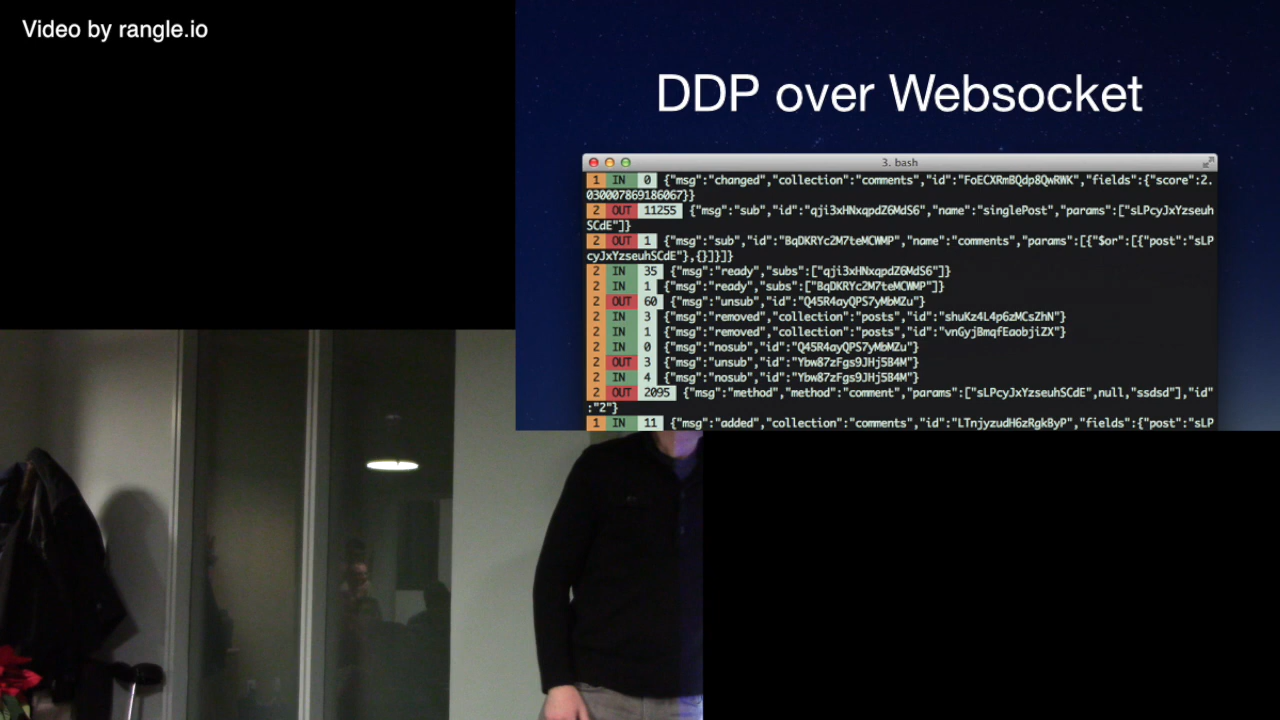 Video by rangle.io
DDP over Websocket
3. bash
1 IN 0 {"msg":"changed","collection":"comments","id":"FoECXRmBQdp8QwRWK","fields":{"score":2.
030007869186067}}
2 OUT 11255 {"msg":"sub","id":"qji3xHNxqpdZ6MdS6","name":"singlePost","params":["sLPcyJxYzseuh
SCdE"]}
2 OUT 1 {"msg":"sub","id":"BqDKRYc2M7teMCWMP","name":"comments","params":[{"$or":[{"post":"sLP
cyJxYzseuhSCdE"},{}]}]}
2 IN 35 {"msg":"ready","subs":["qji3xHNxqpdZ6MdS6"]}
2 IN 1 {"msg":"ready","subs":["BqDKRYc2M7teMCWMP"]}
2 OUT 60 {"msg":"unsub","id":"Q45R4ayQPS7yMbMZu"}
2 IN 3 {"msg":"removed","collection":"posts","id":"shuKz4L4p6zMCsZhN"}
2 IN 1 {"msg":"removed","collection":"posts","id":"vnGyjBmqfEaobjiZX"}
2 IN 0 {"msg":"nosub","id":"Q45R4ayQPS7yMbMZu"}
2 OUT 3 {"msg":"unsub","id":"Ybw87zFgs9JHj5B4M"}
2 IN 4 {"msg":"nosub","id":"Ybw87zFgs9JHj5B4M"}
2 OUT 2095 {"msg":"method","method":"comment","params":["sLPcyJxYzseuhSCdE",null,"ssdsd"],"id"
:"2"}
1 IN 11 {"msg":"added","collection":"comments","id":"LTnjyzudH6zRgkByP","fields":{"post":"sLP